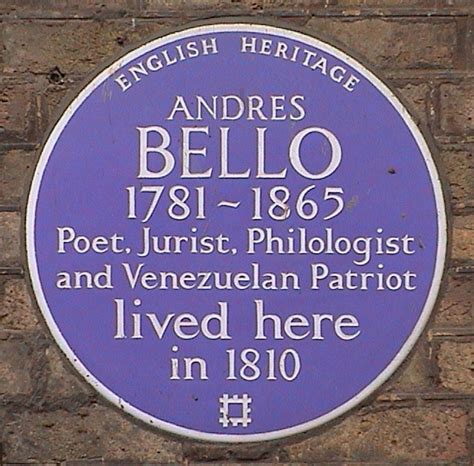 ENGLISH HERITAGE
ANDRES
BELLO
1781~1865
Poet, Jurist, Philologist
and Venezuelan Patriot
lived here
in 1810